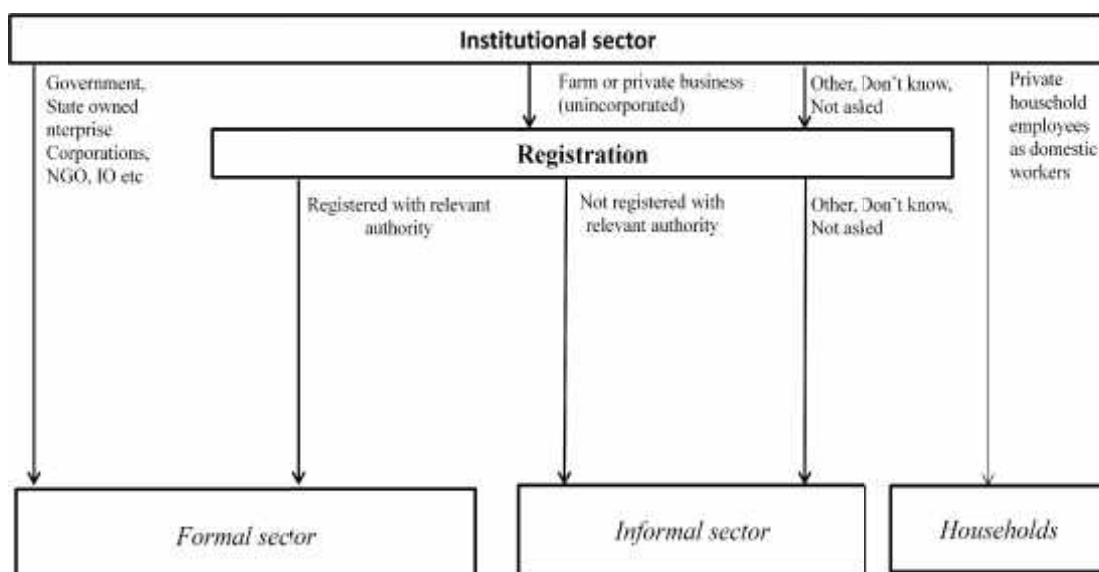 Institutional sector
Government,
State owned
nterprise
Corporations,
NGO, IO etc
Farm or private business
(unincorporated)
Other, Don't know,
Not asked
Private
household
employees
as domestic
workers
Registration
Registered with relevant
authority
Not registered with
relevant authority
Other, Don't know,
Not asked
Formal sector
Informal sector
Households